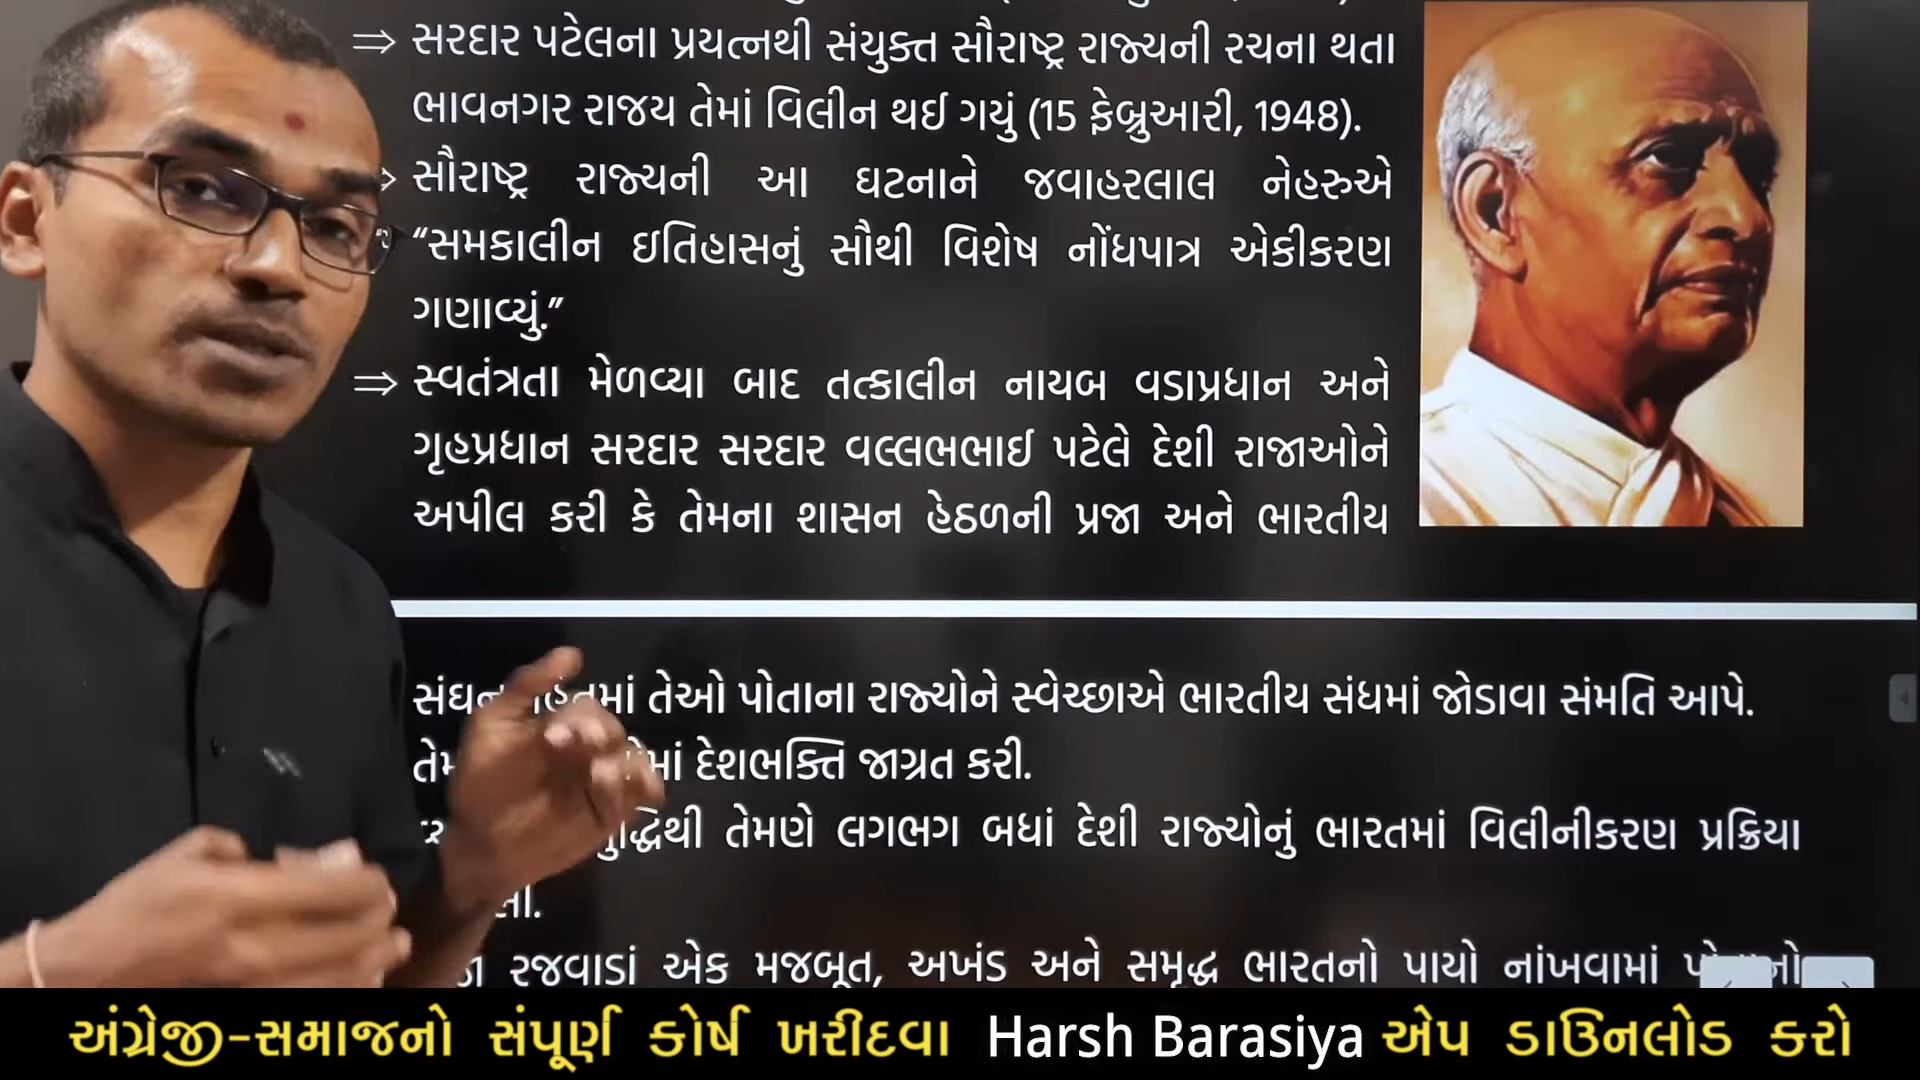 ⇒ સરદાર પટેલના પ્રયત્નથી સંયુક્ત સૌરાષ્ટ્ર રાજ્યની રચના થતા
ભાવનગર રાજય તેમાં વિલીન થઈ ગયું (15 ફેબ્રુઆરી, 1948).
સૌરાષ્ટ્ર રાજ્યની આ ઘટનાને જવાહરલાલ નેહરુએ
“સમકાલીન ઇતિહાસનું સૌથી વિશેષ નોંધપાત્ર એકીકરણ
ગણાવ્યું.”
⇒ સ્વતંત્રતા મેળવ્યા બાદ તત્કાલીન નાયબ વડાપ્રધાન અને
ગૃહપ્રધાન સરદાર સરદાર વલ્લભભાઈ પટેલે દેશી રાજાઓને
અપીલ કરી કે તેમના શાસન હેઠળની પ્રજા અને ભારતીય
તેઓ પોતાના રાજ્યોને સ્વેચ્છાએ ભારતીય સંઘમાં જોડાવા સંમતિ આપે.
દેશભક્તિ જાગ્રત કરી.
તેમણે લગભગ બધાં દેશી રાજ્યોનું ભારતમાં વિલીનીકરણ પ્રક્રિયા
રજવાડાં એક મજબૂત, અખંડ અને સમૃદ્ધ ભારતનો પાયો નાંખવામાં
અંગ્રેજી-સમાજનો સંપૂર્ણ કોર્ષ ખરીદવા Harsh Barasiya એપ ડાઉનલોડ કરો